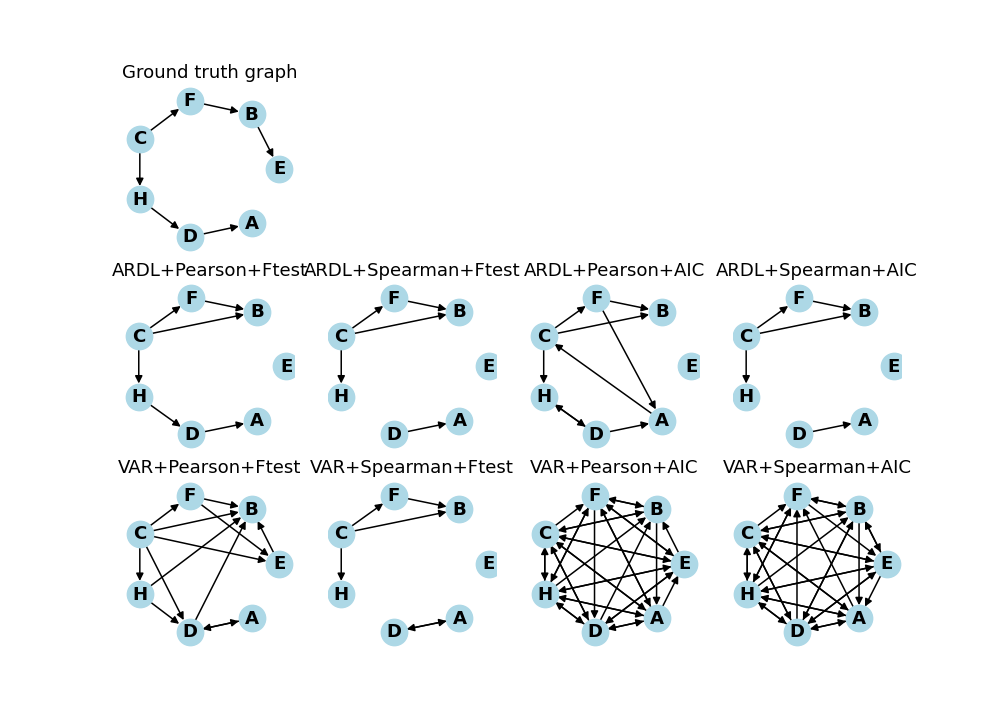 Ground truth graph
F
B
C
E
H
A
D
ARDL+Pearson+Ftest ARDL+Spearman+Ftest ARDL+Pearson+AIC ARDL+Spearman+AIC
F F F F
B B B B
C C C C
E E E E
H H H H
A A A A
D D D D
VAR+Pearson+Ftest VAR+Spearman+Ftest VAR+Pearson+AIC VAR+Spearman+AIC
F F F F
B B B B
C C C C
E E E E
H H H H
A A A A
D D D D